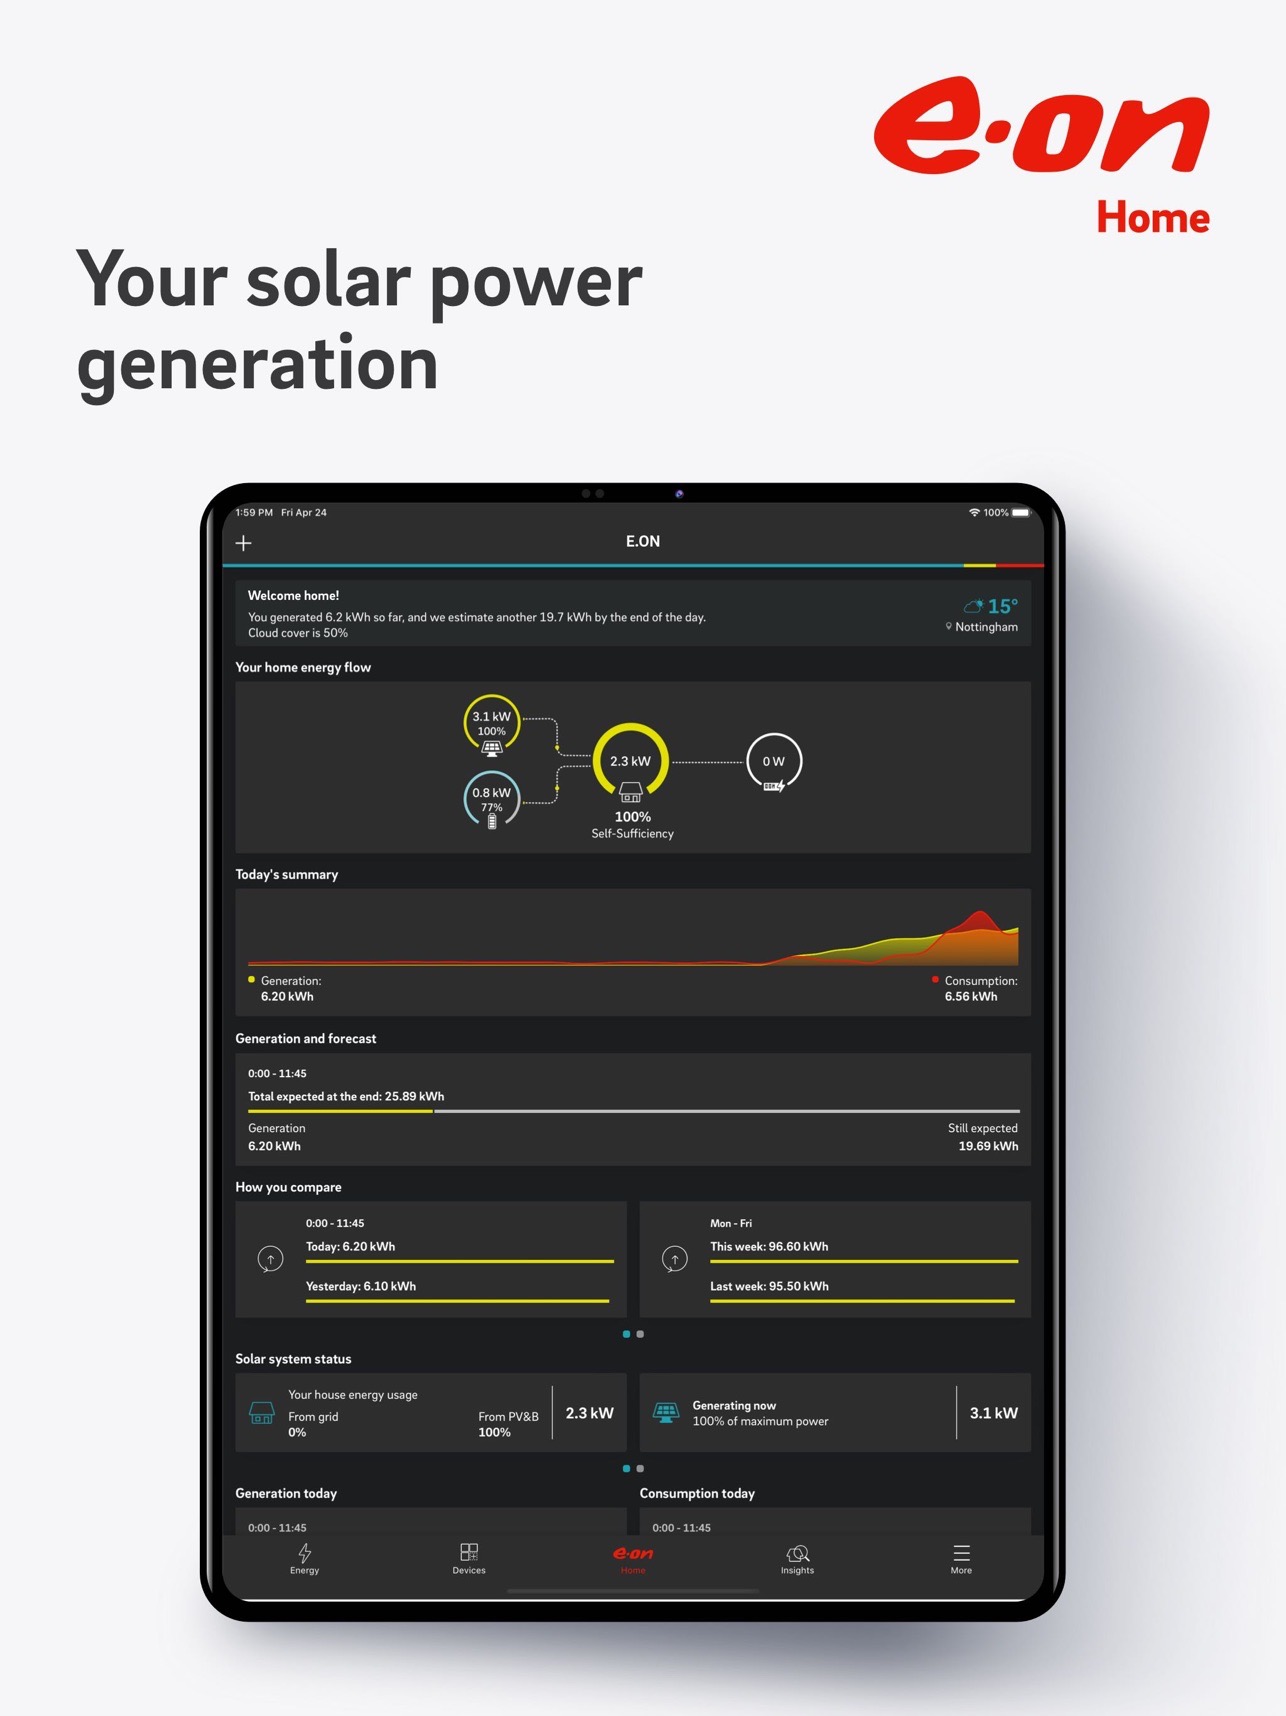 e·on
Home
Your solar power
generation
1:59 PM Fri Apr 24
100%
E.ON
Welcome home!
You generated 6.2 kWh so far, and we estimate another 19.7 kWh by the end of the day.
Cloud cover is 50%
15°
Nottingham
Your home energy flow
3.1 kW
100%
0.8 kW
77%
2.3 kW
100%
Self-Sufficiency
0 W
Today's summary
Generation:
6.20 kWh
Consumption:
6.56 kWh
Generation and forecast
0:00 - 11:45
Total expected at the end: 25.89 kWh
Generation
6.20 kWh
Still expected
19.69 kWh
How you compare
0:00 - 11:45
Today: 6.20 kWh
Yesterday: 6.10 kWh
Mon - Fri
This week: 96.60 kWh
Last week: 95.50 kWh
Solar system status
Your house energy usage
From grid
0%
From PV&B
100%
2.3 kW
Generating now
100% of maximum power
3.1 kW
Generation today
0:00 - 11:45
Consumption today
0:00 - 11:45
Energy
Devices
e·on
Home
Insights
More